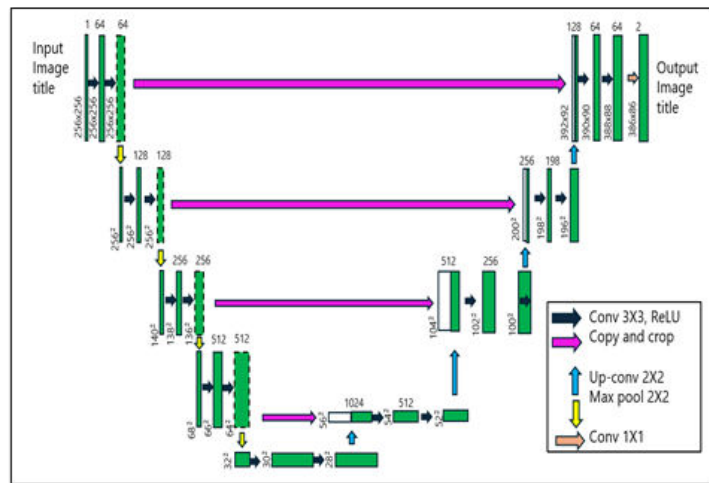 Input
Image
title
1
64
64
256x256
256x256
256x256
128
64
64
2
392x92
390x90
388x88
386x86
Output
Image
title
128
128
256²
256²
256²
256
198
200²
198²
196²
256
256
140²
138²
136²
512
256
104²
102²
100²
512
512
68²
66²
64²
1024
512
56²
54²
52²
32²
30²
28²
Conv 3X3, ReLU
Copy and crop
Up-conv 2X2
Max pool 2X2
Conv 1X1